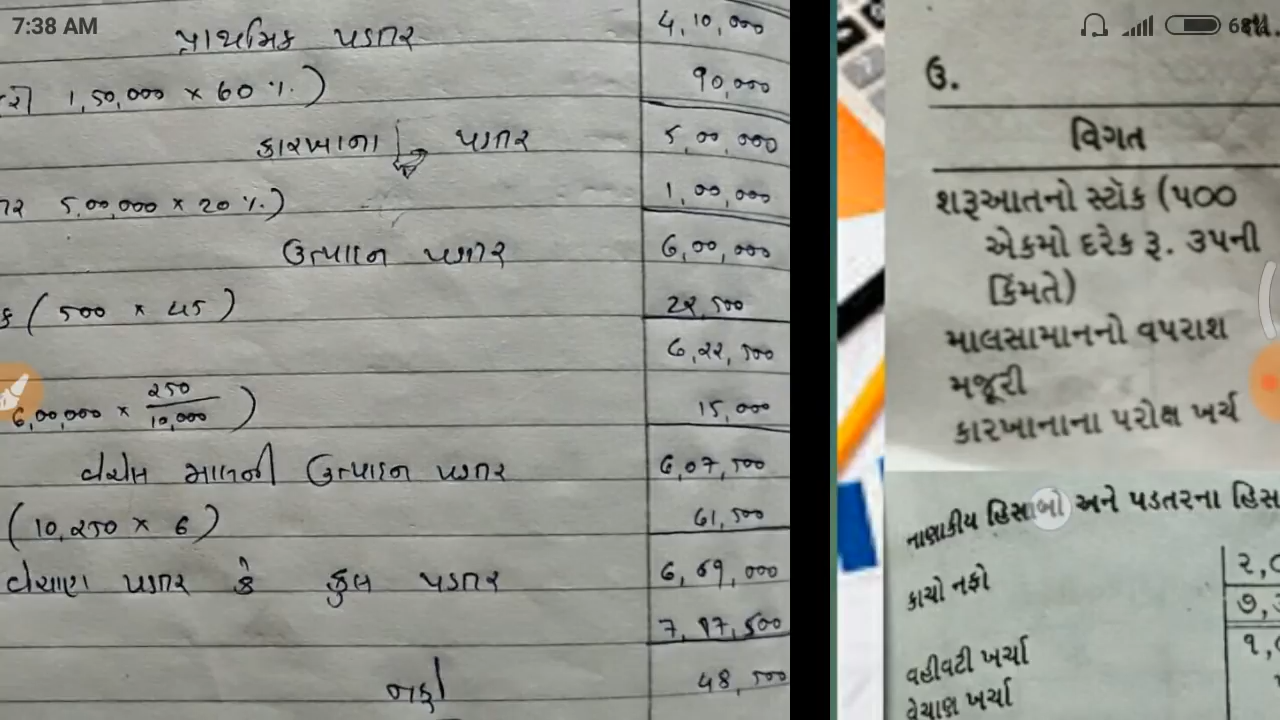 7:38 AM
પ્રાથમિક પડતર 4,10,000
1,50,000 × 60 %) 90,000
કારખાના પડતર 5,00,000
5,00,000 × 20 %) 1,00,000
ઉત્પાદન પડતર 6,00,000
(500 × 45) 22,500
6,22,500
6,00,000 × 250/10,000) 15,000
વેચેલ માલની ઉત્પાદન પડતર 6,07,500
(10,250 × 6) 61,500
વેચાણ પડતર કે કુલ પડતર 6,69,000
7,17,500
નફો 48,500
ઉ.
વિગત
શરૂઆતનો સ્ટૉક (૫૦૦
એકમો દરેક રૂ. ૩૫ની
કિંમતે)
માલસામાનનો વપરાશ
મજૂરી
કારખાનાના પરોક્ષ ખર્ચ
નાણાકીય હિસાબો અને પડતરના હિસ
કાચો નફો
વહીવટી ખર્ચા
વેચાણ ખર્ચા